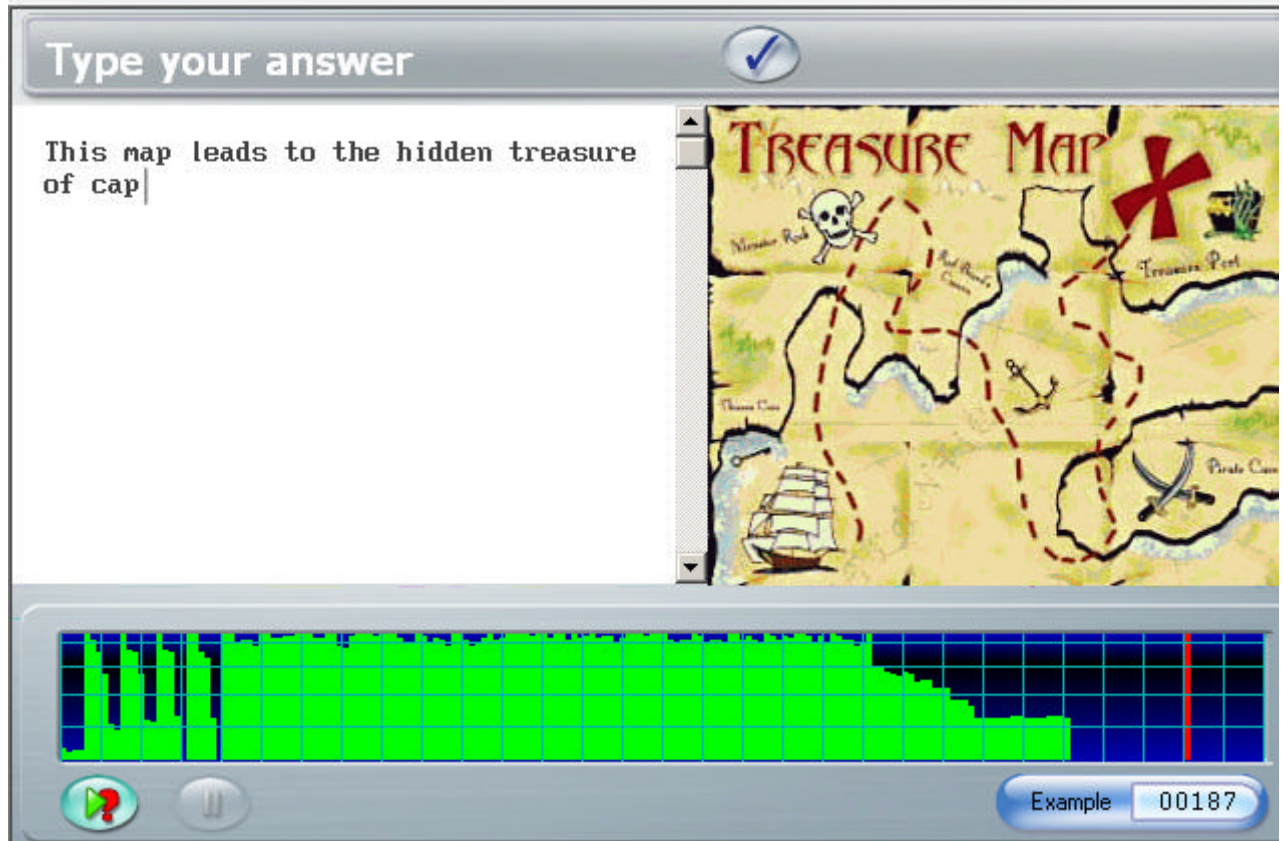 Type your answer
This map leads to the hidden treasure
of cap
TREASURE MAP
Treasure Port
Pirate Cave
Example 00187